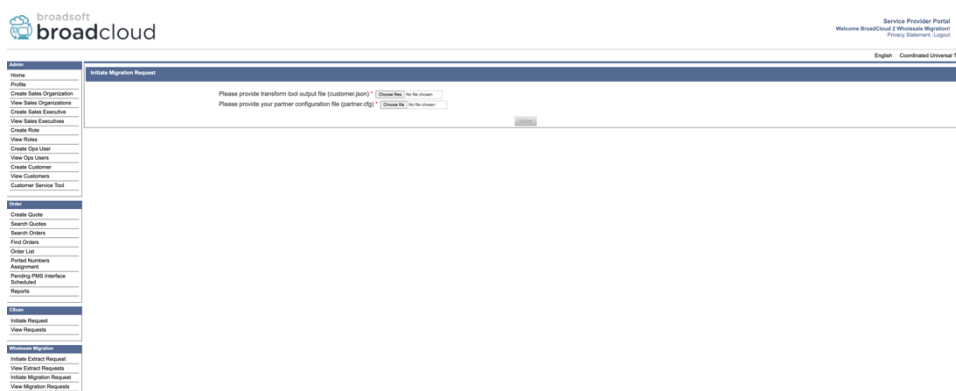 broadsoft
broadcloud
Service Provider Portal
Welcome BroadCloud 2 Wholesale Migration!
Privacy Statement | Logout
English Coordinated Universal T
Admin
Home
Profile
Create Sales Organization
View Sales Organizations
Create Sales Executive
View Sales Executives
Create Role
View Roles
Create Ops User
View Ops Users
Create Customer
View Customers
Customer Service Tool
Initiate Migration Request
Please provide transform tool output file (customer.json) * Choose files No file chosen
Please provide your partner configuration file (partner.cfg) * Choose file No file chosen
Submit
Order
Create Quote
Search Quotes
Search Orders
Find Orders
Order List
Ported Numbers
Assignment
Pending PMS Interface
Scheduled
Reports
CScan
Initiate Request
View Requests
Wholesale Migration
Initiate Extract Request
View Extract Requests
Initiate Migration Request
View Migration Requests